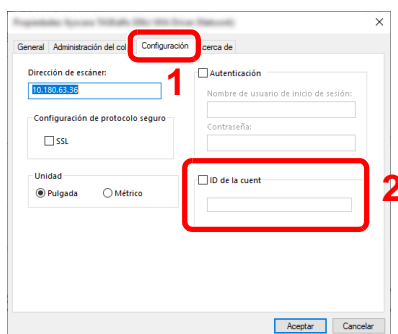 General Administración del col Configuración cerca de
1
Dirección de escáner:
10.180.63.36
Autenticación
Nombre de usuario de inicio de sesión:
Contraseña:
Configuración de protocolo seguro
SSL
Unidad
Pulgada Métrico
ID de la cuent
2
Aceptar Cancelar